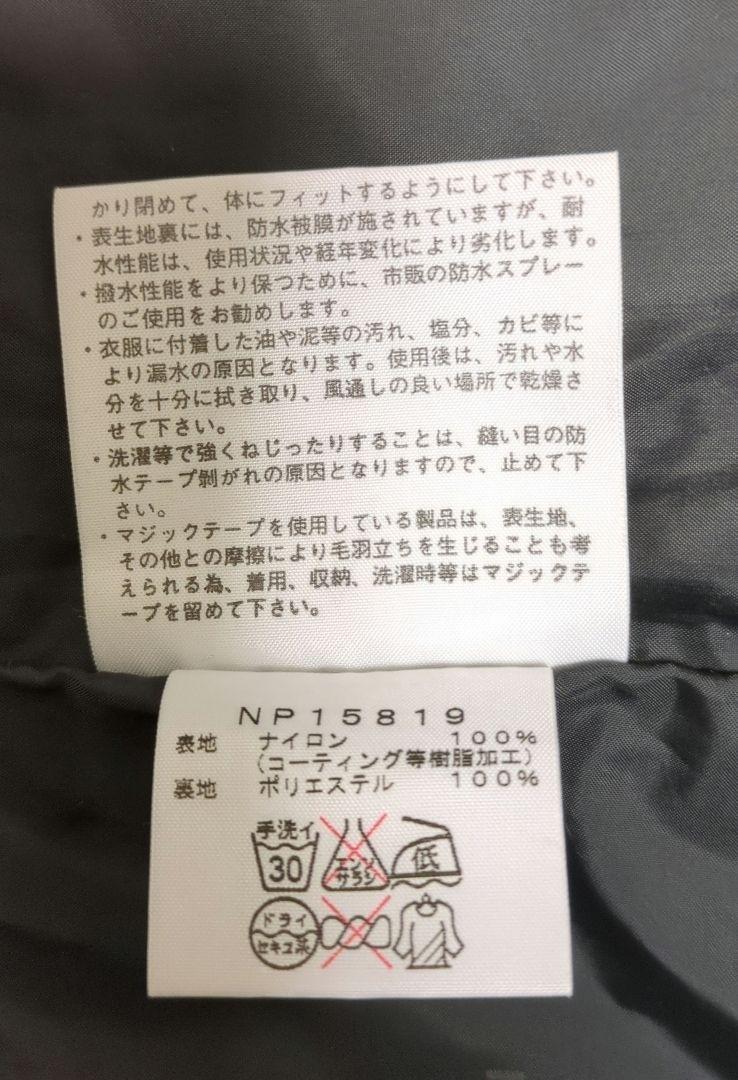 かり閉めて、体にフィットするようにして下さい。
・表生地裏には、防水被膜が施されていますが、耐
水性能は、使用状況や経年変化により劣化します。
・撥水性能をより保つために、市販の防水スプレー
のご使用をお勧めします。
・衣服に付着した油や泥等の汚れ、塩分、カビ等に
より漏水の原因となります。使用後は、汚れや水
分を十分に拭き取り、風通しの良い場所で乾燥さ
せて下さい。
・洗濯等で強くねじったりすることは、縫い目の防
水テープ剝がれの原因となりますので、止めて下
さい。
・マジックテープを使用している製品は、表生地、
その他との摩擦により毛羽立ちを生じることも考
えられる為、着用、収納、洗濯時等はマジックテ
ープを留めて下さい。
NP15819
表地 ナイロン 100%
(コーティング等樹脂加工)
裏地 ポリエステル 100%
手洗イ
30
エンソ
サラシ
低
ドライ
セキユ系